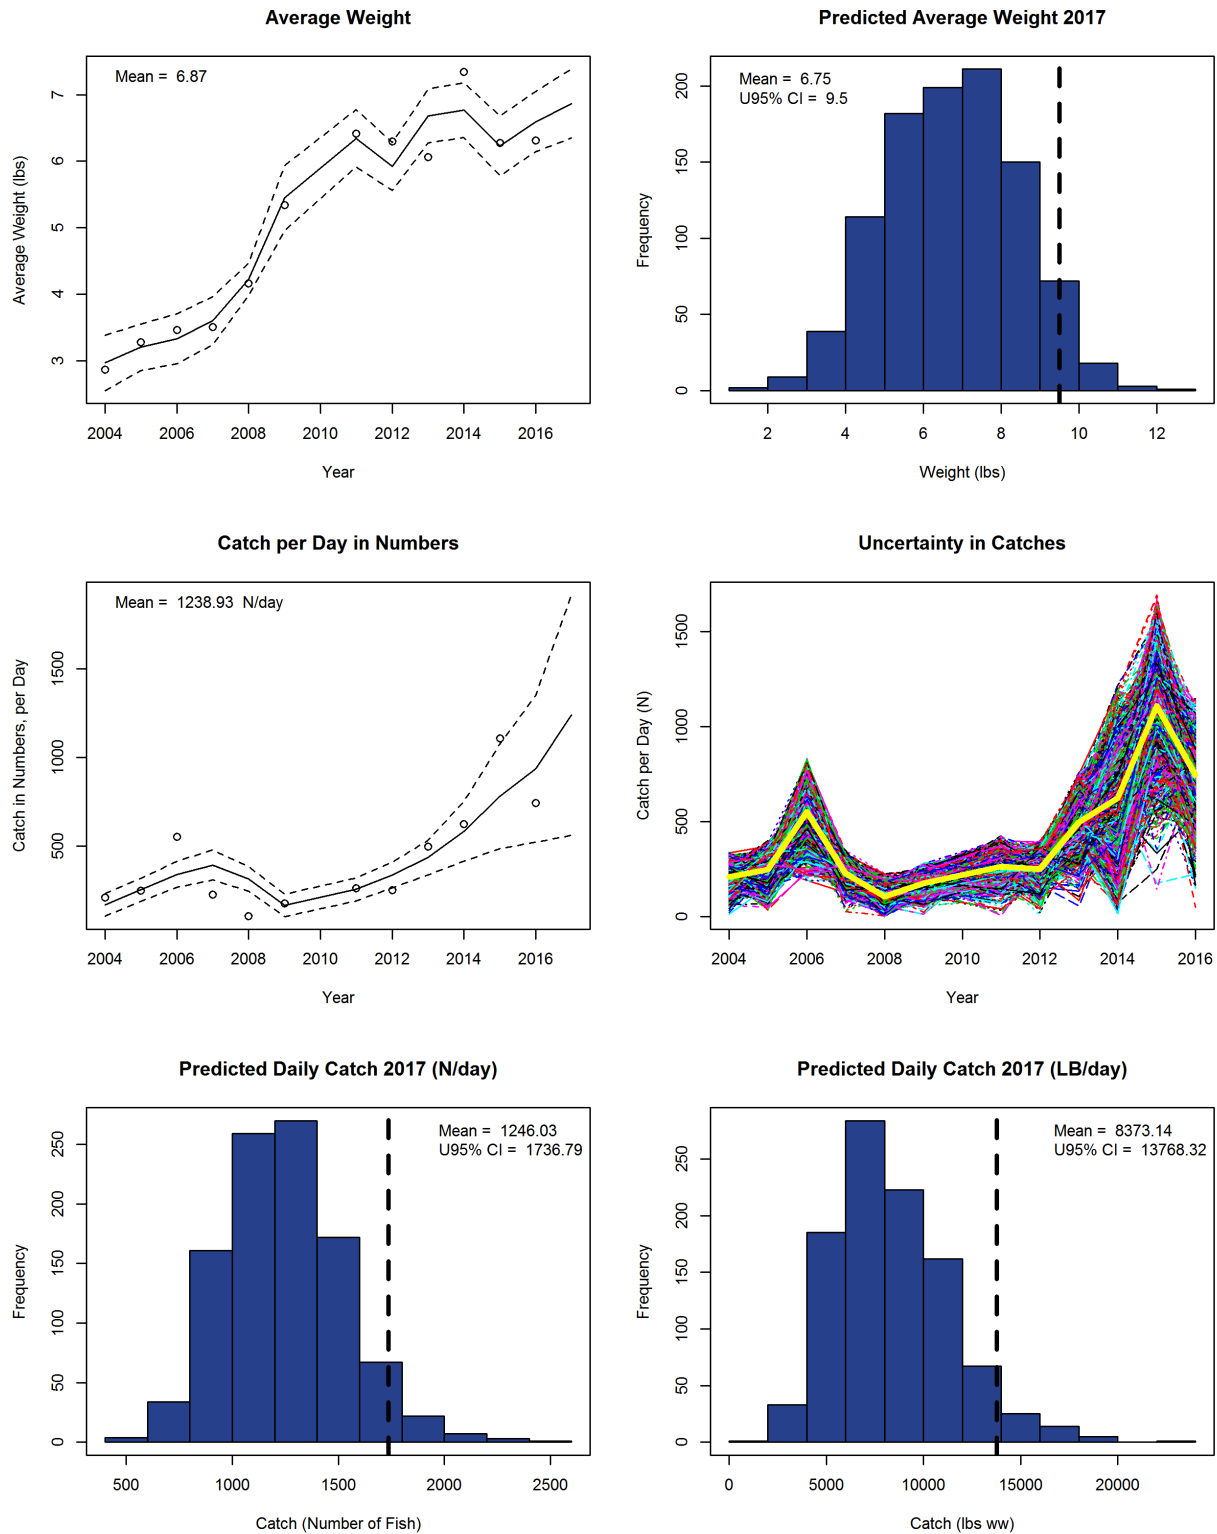 Average Weight
Mean = 6.87
Average Weight (lbs)
3 4 5 6 7
2004 2006 2008 2010 2012 2014 2016
Year
Predicted Average Weight 2017
Mean = 6.75
U95% CI = 9.5
Frequency
0 50 100 150 200
2 4 6 8 10 12
Weight (lbs)
Catch per Day in Numbers
Mean = 1238.93 N/day
Catch in Numbers, per Day
500 1000 1500
2004 2006 2008 2010 2012 2014 2016
Year
Uncertainty in Catches
Catch per Day (N)
0 500 1000 1500
2004 2006 2008 2010 2012 2014 2016
Year
Predicted Daily Catch 2017 (N/day)
Mean = 1246.03
U95% CI = 1736.79
Frequency
0 50 100 150 200 250
500 1000 1500 2000 2500
Catch (Number of Fish)
Predicted Daily Catch 2017 (LB/day)
Mean = 8373.14
U95% CI = 13768.32
Frequency
0 50 100 150 200 250
0 5000 10000 15000 20000
Catch (lbs ww)